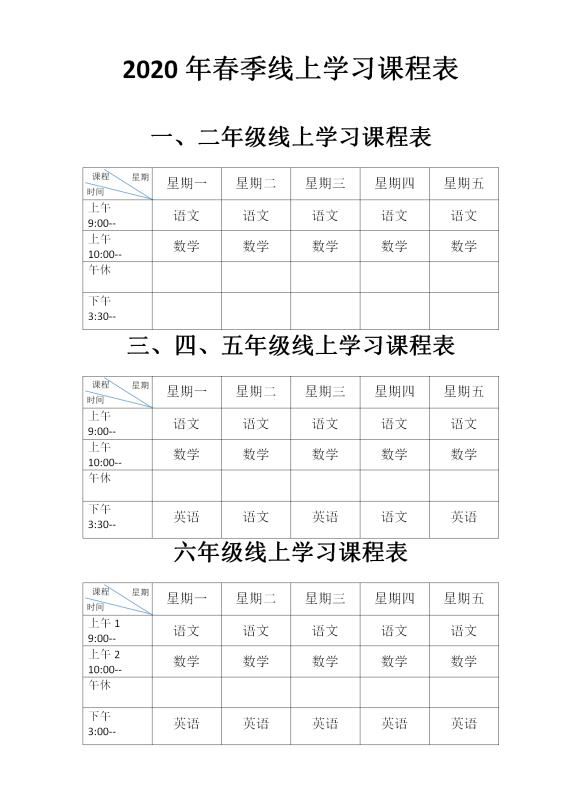 2020 年春季线上学习课程表
一、二年级线上学习课程表
课程 星期
时间
星期一 星期二 星期三 星期四 星期五
上午
9:00--
语文 语文 语文 语文 语文
上午
10:00--
数学 数学 数学 数学 数学
午休
下午
3:30--
三、四、五年级线上学习课程表
课程 星期
时间
星期一 星期二 星期三 星期四 星期五
上午
9:00--
语文 语文 语文 语文 语文
上午
10:00--
数学 数学 数学 数学 数学
午休
下午
3:30--
英语 语文 英语 语文 英语
六年级线上学习课程表
课程 星期
时间
星期一 星期二 星期三 星期四 星期五
上午 1
9:00--
语文 语文 语文 语文 语文
上午 2
10:00--
数学 数学 数学 数学 数学
午休
下午
3:00--
英语 英语 英语 英语 英语